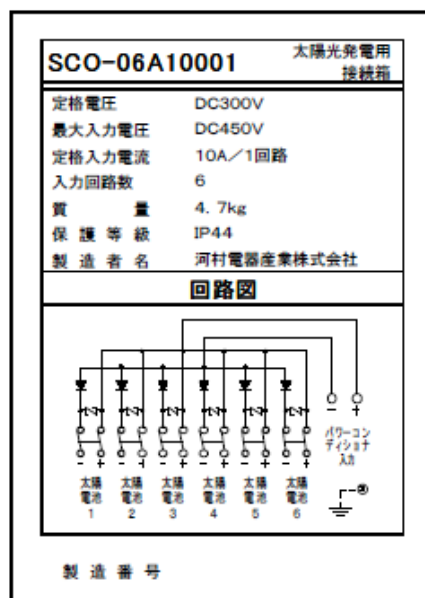 SCO-06A10001 太陽光発電用
接続箱
定格電圧 DC300V
最大入力電圧 DC450V
定格入力電流 10A／1回路
入力回路数 6
質量 4.7kg
保護等級 IP44
製造者名 河村電器産業株式会社
回路図
- +
- + - + - + - + - + - +
パワーコン
ディショナ
入力
太陽 太陽 太陽 太陽 太陽 太陽
電池 電池 電池 電池 電池 電池
1 2 3 4 5 6
製造番号